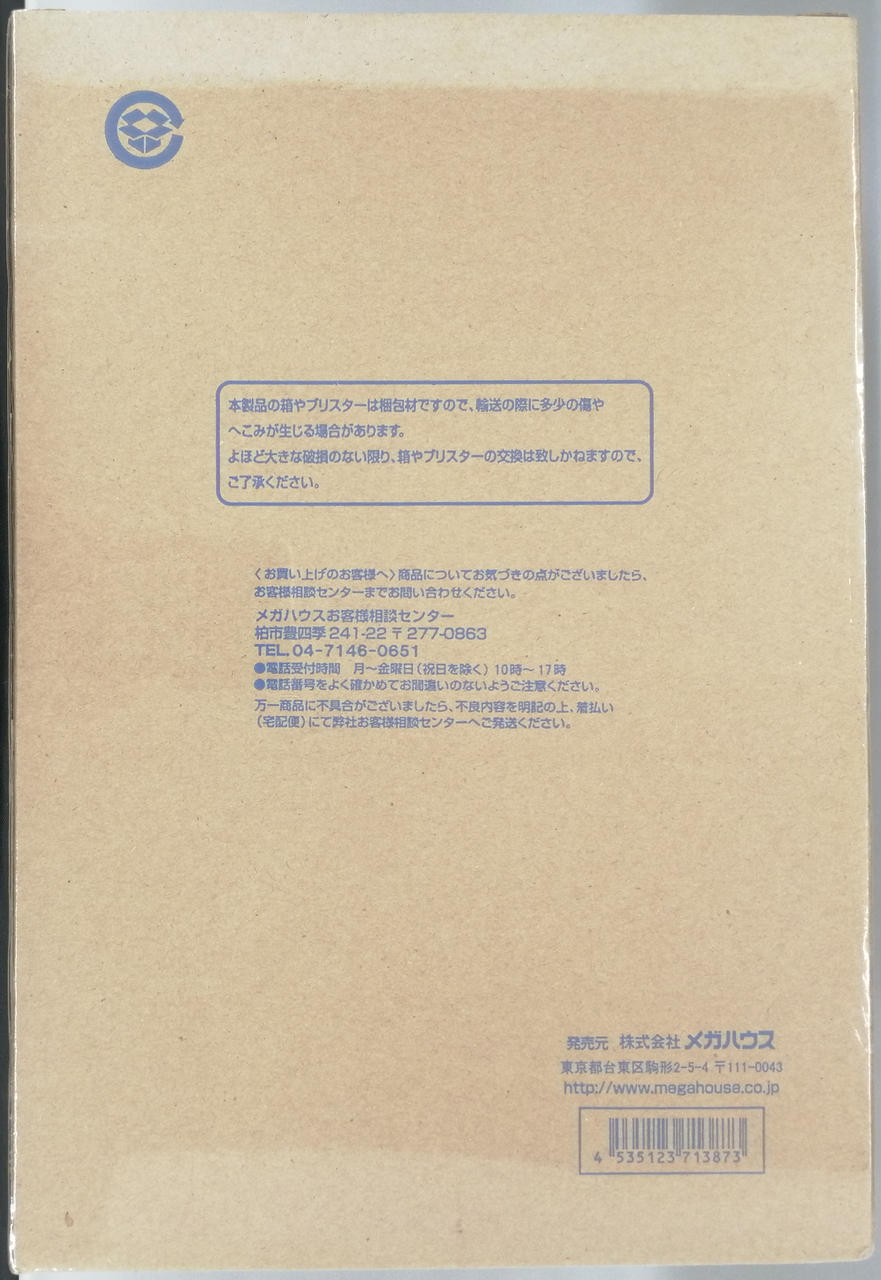 本製品の箱やブリスターは梱包材ですので、輸送の際に多少の傷や
へこみが生じる場合があります。
よほど大きな破損のない限り、箱やブリスターの交換は致しかねますので、
ご了承ください。
〈お買い上げのお客様へ〉商品についてお気づきの点がございましたら、
お客様相談センターまでお問い合わせください。
メガハウスお客様相談センター
柏市豊四季241-22 〒277-0863
TEL.04-7146-0651
●電話受付時間 月〜金曜日(祝日を除く)10時〜17時
●電話番号をよく確かめてお間違いのないようご注意ください。
万一商品に不具合がございましたら、不良内容を明記の上、着払い
(宅配便)にて弊社お客様相談センターへご発送ください。
発売元 株式会社 メガハウス
東京都台東区駒形2-5-4 〒111-0043
http://www.megahouse.co.jp
4 535123 713873